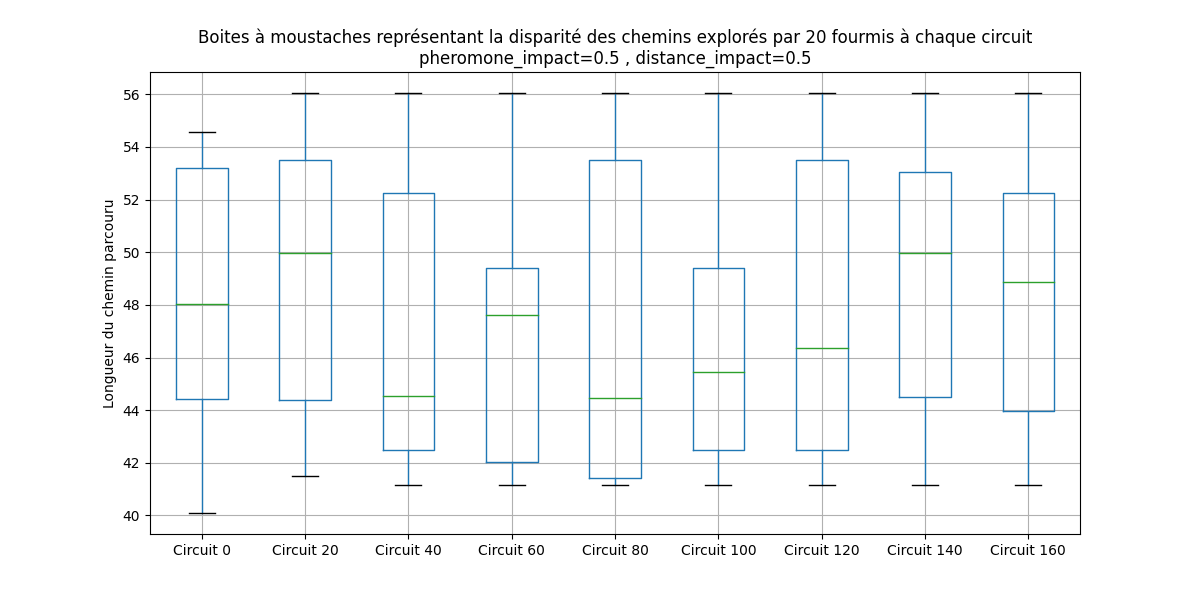 Boites à moustaches représentant la disparité des chemins explorés par 20 fourmis à chaque circuit
pheromone_impact=0.5 , distance_impact=0.5
Longueur du chemin parcouru
56
54
52
50
48
46
44
42
40
Circuit 0 Circuit 20 Circuit 40 Circuit 60 Circuit 80 Circuit 100 Circuit 120 Circuit 140 Circuit 160